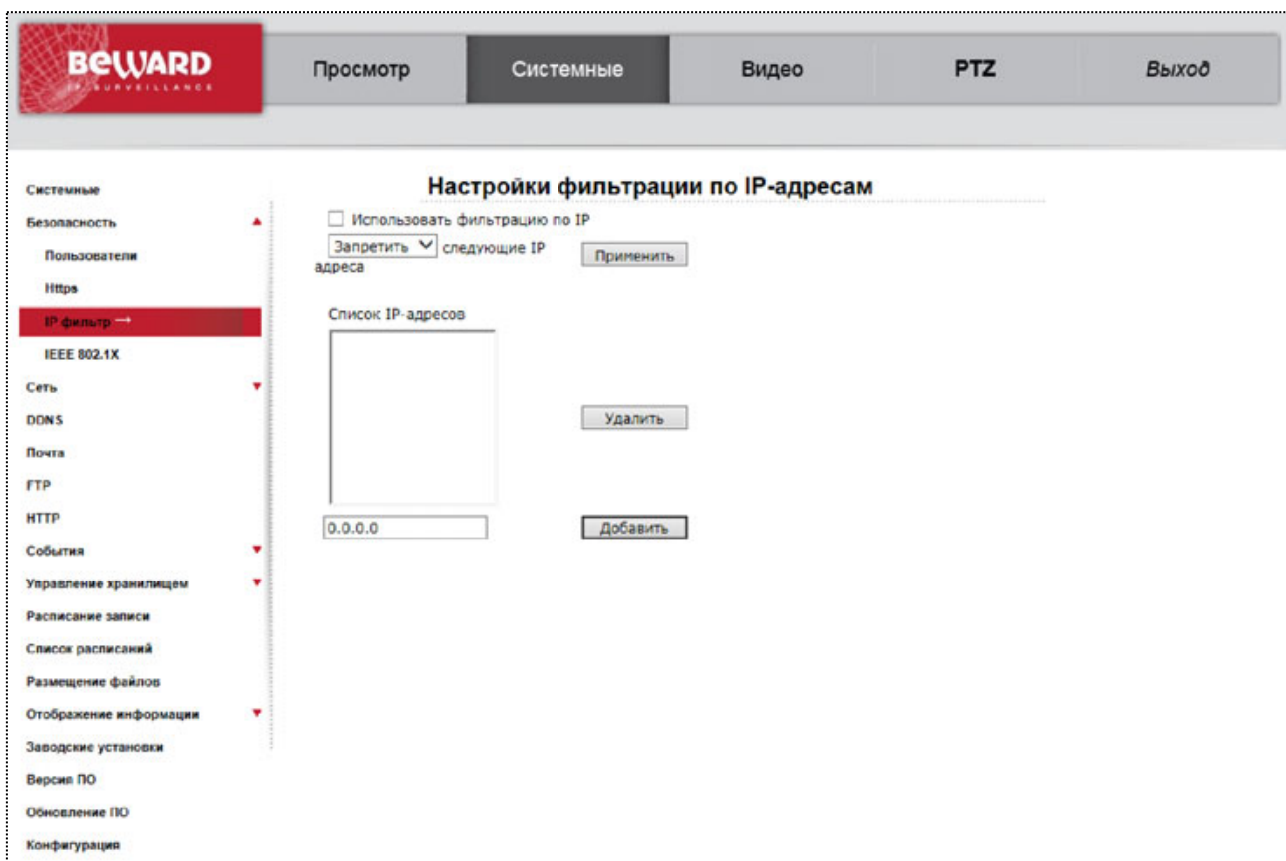 BEWARD
IP SURVEILLANCE
Просмотр
Системные
Видео
PTZ
Выход
Системные
Безопасность
Пользователи
Https
IP фильтр →
IEEE 802.1X
Сеть
DDNS
Почта
FTP
HTTP
События
Управление хранилищем
Расписание записи
Список расписаний
Размещение файлов
Отображение информации
Заводские установки
Версия ПО
Обновление ПО
Конфигурация
Настройки фильтрации по IP-адресам
Использовать фильтрацию по IP
Запретить следующие IP
адреса
Применить
Список IP-адресов
Удалить
0.0.0.0
Добавить